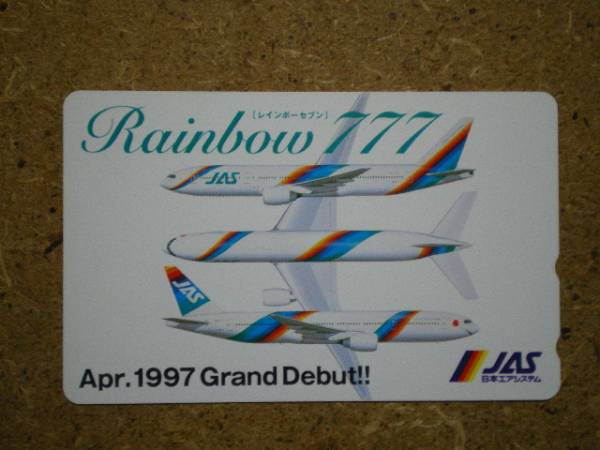 Rainbow 777
[レインボーセブン]
JAS
JAS
Apr. 1997 Grand Debut!!
JAS
日本エアシステム